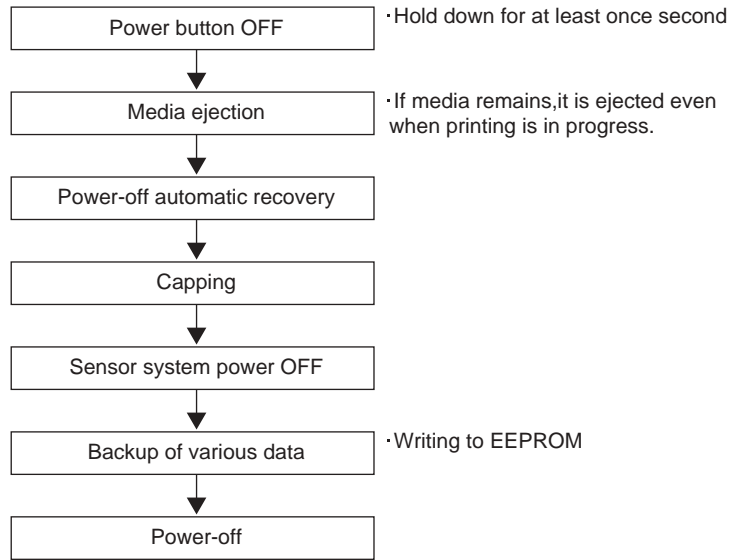 Power button OFF
·Hold down for at least once second
Media ejection
·If media remains,it is ejected even
when printing is in progress.
Power-off automatic recovery
Capping
Sensor system power OFF
Backup of various data
·Writing to EEPROM
Power-off